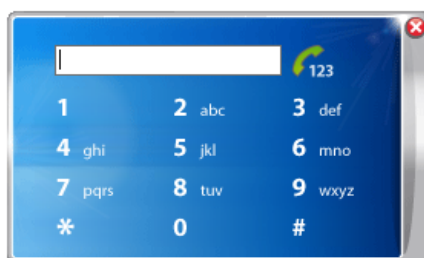 123
1 2 abc 3 def
4 ghi 5 jkl 6 mno
7 pqrs 8 tuv 9 wxyz
* 0 #